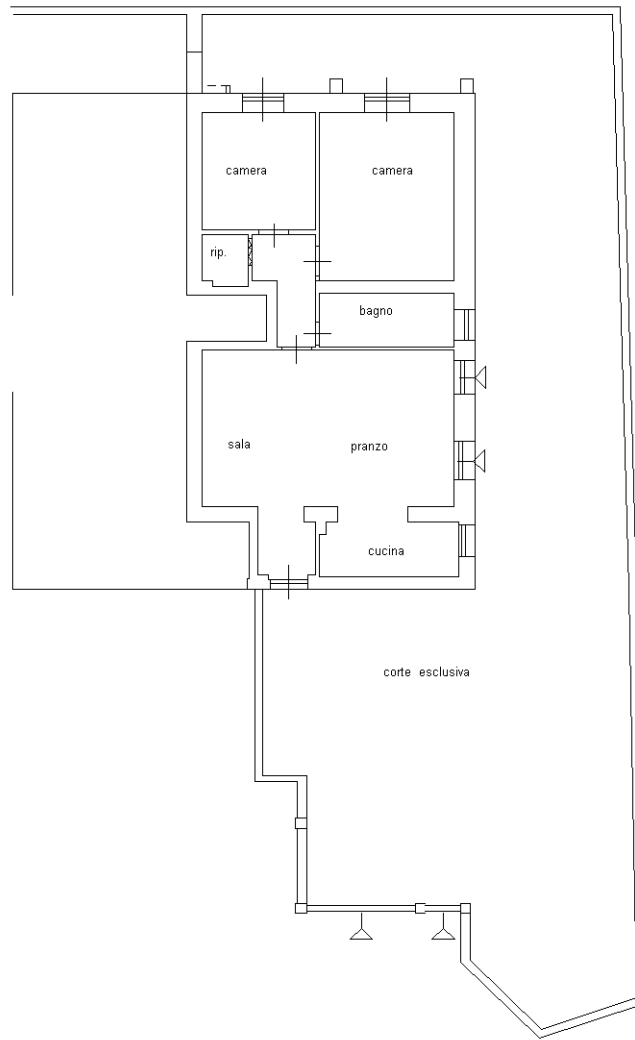 camera
camera
rip.
bagno
sala
pranzo
cucina
corte esclusiva